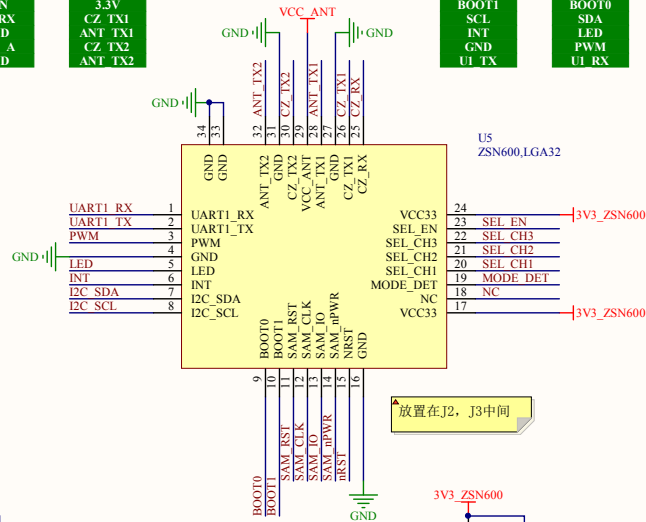 N
RX
D
A
D
3.3V
CZ_TX1
ANT_TX1
CZ_TX2
ANT_TX2
BOOT1
SCL
INT
GND
U1_TX
BOOT0
SDA
LED
PWM
U1_RX
VCC_ANT
GND
GND
GND
ANT_TX2
CZ_TX2
ANT_TX1
CZ_TX1
CZ_RX
34
33
32
31
30
29
28
27
26
25
GND
GND
ANT_TX2
GND
CZ_TX2
VCC_ANT
ANT_TX1
GND
CZ_TX1
CZ_RX
U5
ZSN600,LGA32
UART1_RX 1 UART1_RX
UART1_TX 2 UART1_TX
PWM 3 PWM
GND 4 GND
LED 5 LED
INT 6 INT
I2C_SDA 7 I2C_SDA
I2C_SCL 8 I2C_SCL
VCC33 24 3V3_ZSN600
SEL_EN 23 SEL_EN
SEL_CH3 22 SEL_CH3
SEL_CH2 21 SEL_CH2
SEL_CH1 20 SEL_CH1
MODE_DET 19 MODE_DET
NC 18 NC
VCC33 17 3V3_ZSN600
BOOT0
BOOT1
SAM_RST
SAM_CLK
SAM_IO
SAM_nPWR
NRST
GND
9
10
11
12
13
14
15
16
BOOT0
BOOT1
SAM_RST
SAM_CLK
SAM_IO
SAM_nPWR
nRST
GND
放置在J2，J3中间
3V3_ZSN600